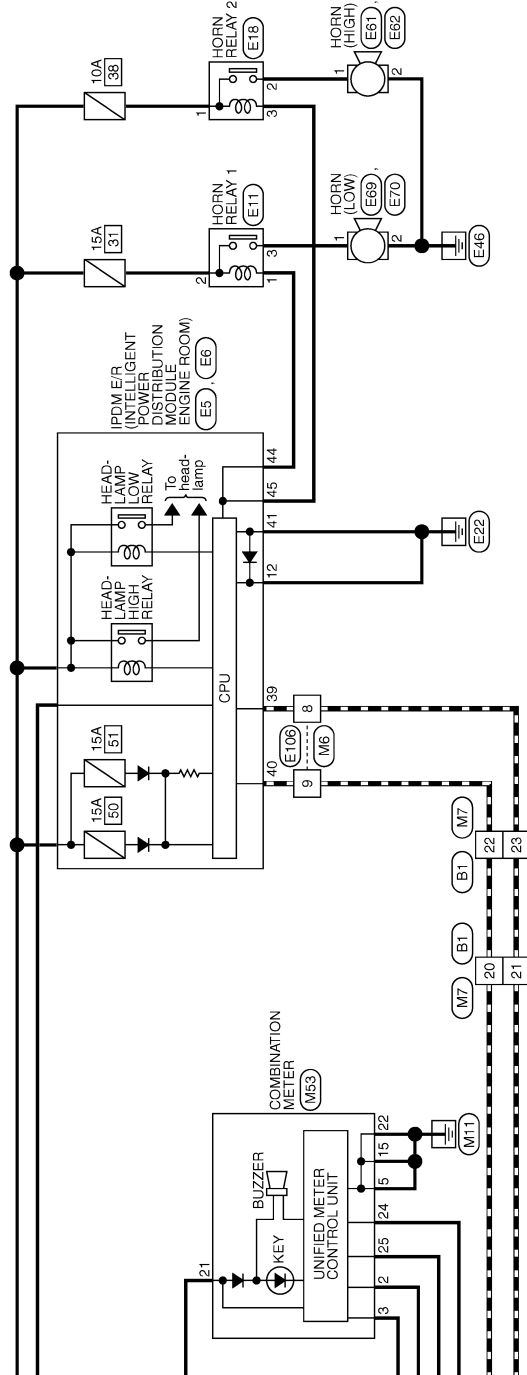 10A
38
1
HORN
RELAY 2
E18
2
3
HORN
(HIGH)
E61
,
E62
1
2
15A
31
2
HORN
RELAY 1
E11
3
1
HORN
(LOW)
E69
,
E70
1
2
E46
IPDM E/R
(INTELLIGENT
POWER
DISTRIBUTION
MODULE
ENGINE ROOM)
E5
,
E6
HEAD-
LAMP
LOW
RELAY
To
head-
lamp
HEAD-
LAMP
HIGH
RELAY
CPU
44
45
41
12
E22
15A
51
15A
50
39
40
8
E106
M6
9
M7
22
23
B1
B1
20
21
M7
COMBINATION
METER
M53
BUZZER
KEY
21
UNIFIED METER
CONTROL UNIT
22
15
5
24
25
2
3
M11